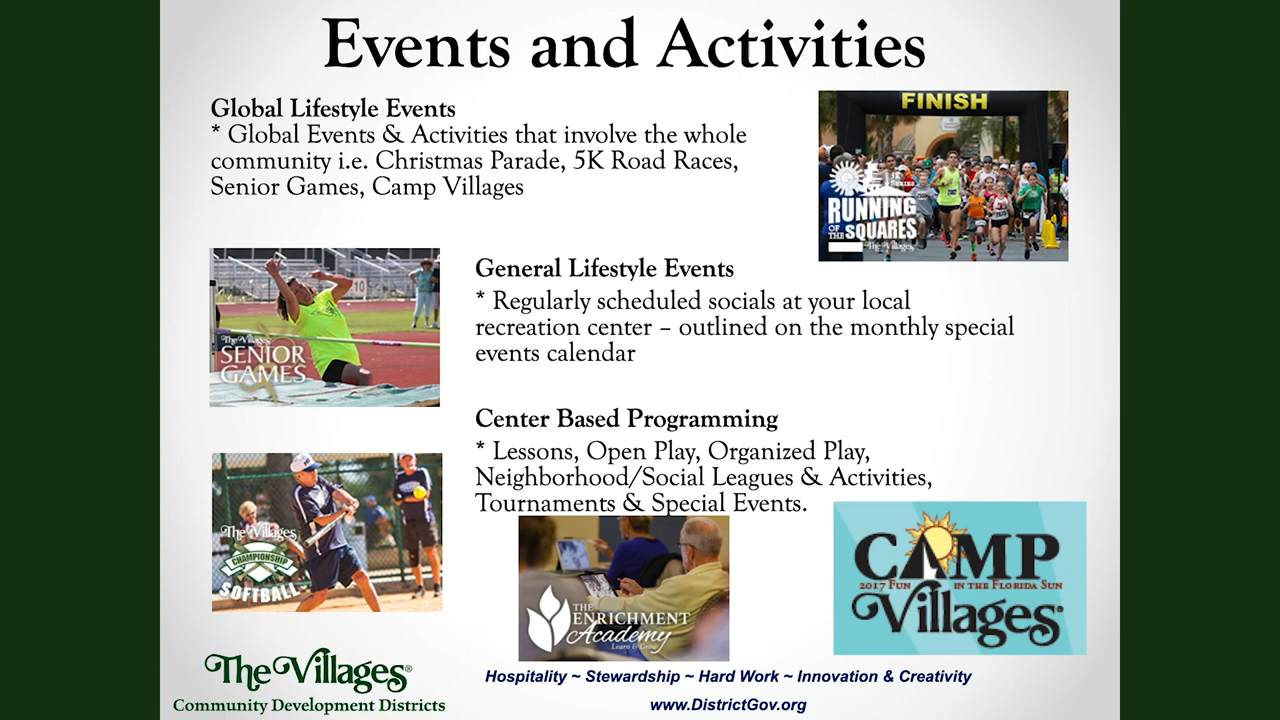 Events and Activities
Global Lifestyle Events
* Global Events & Activities that involve the whole
community i.e. Christmas Parade, 5K Road Races,
Senior Games, Camp Villages
FINISH
RUNNING
OF THE SQUARES
The Villages
General Lifestyle Events
* Regularly scheduled socials at your local
recreation center – outlined on the monthly special
events calendar
10
The Villages
SENIOR
GAMES
Center Based Programming
* Lessons, Open Play, Organized Play,
Neighborhood/Social Leagues & Activities,
Tournaments & Special Events.
The Villages
CHAMPIONSHIP
SOFTBALL
THE
ENRICHMENT
Academy
Learn & Grow
CAMP
2017 FUN IN THE FLORIDA SUN
Villages®
The Villages®
Community Development Districts
Hospitality ~ Stewardship ~ Hard Work ~ Innovation & Creativity
www.DistrictGov.org